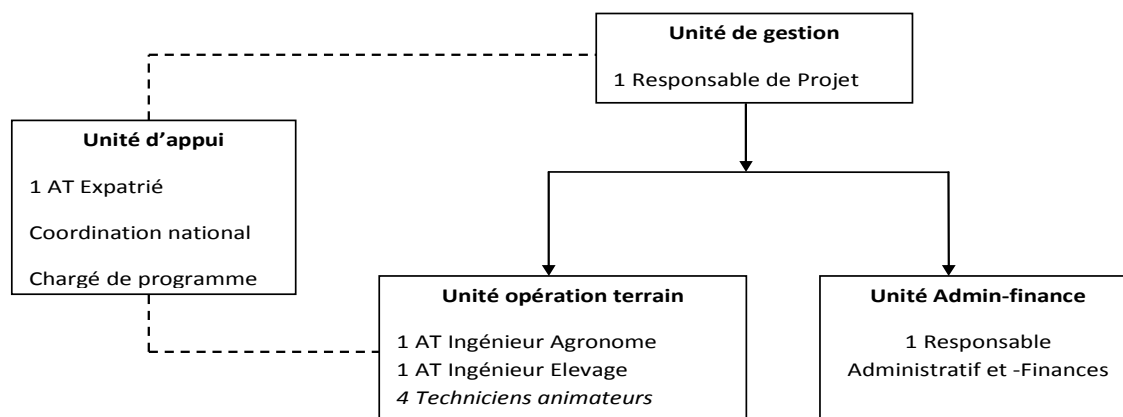 Unité de gestion
1 Responsable de Projet
Unité d’appui
1 AT Expatrié
Coordination national
Chargé de programme
Unité opération terrain
1 AT Ingénieur Agronome
1 AT Ingénieur Elevage
4 Techniciens animateurs
Unité Admin-finance
1 Responsable
Administratif et -Finances